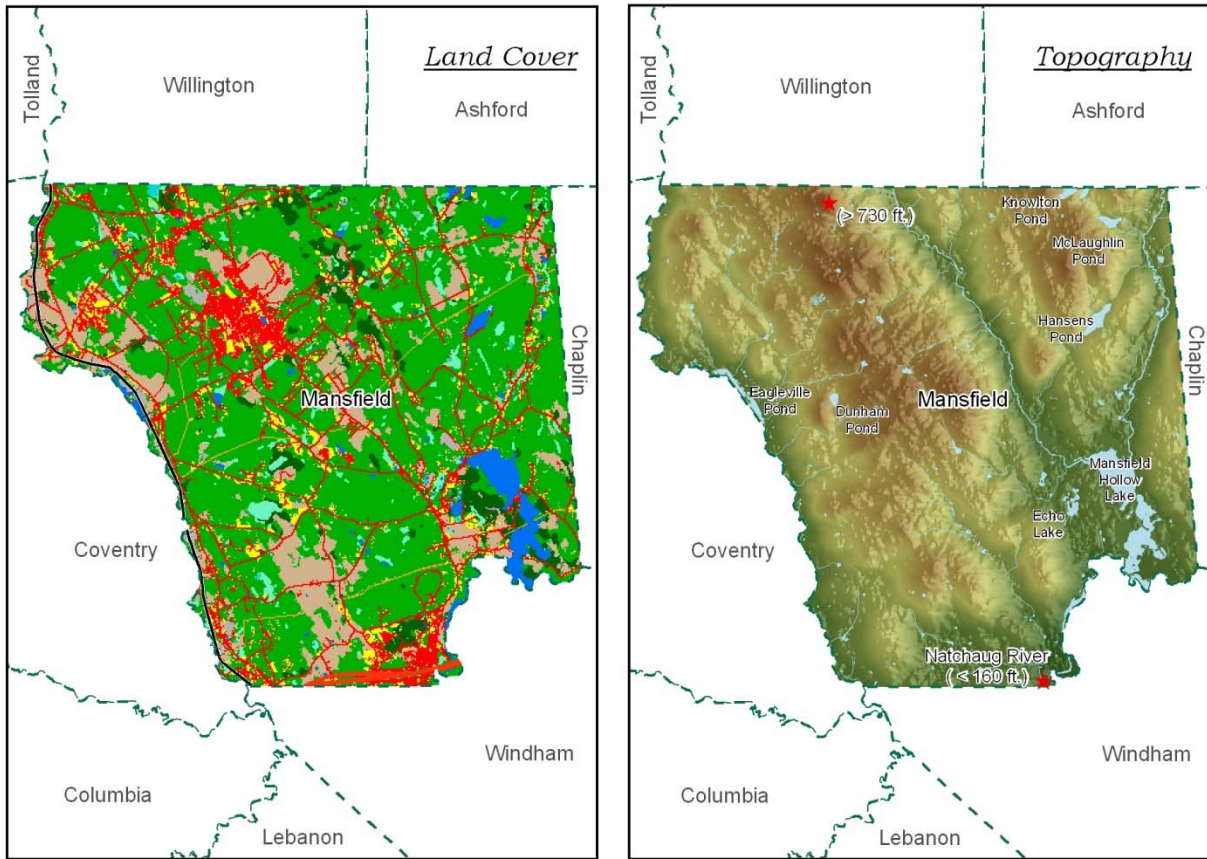 Land Cover
Tolland
Willington
Ashford
Mansfield
Chaplin
Coventry
Windham
Columbia
Lebanon
Topography
Tolland
Willington
Ashford
(> 730 ft.)
Knowlton
Pond
McLaughlin
Pond
Hansens
Pond
Chaplin
Eagleville
Pond
Dunham
Pond
Mansfield
Mansfield
Hollow
Lake
Echo
Lake
Coventry
Natchaug River
( < 160 ft.)
Windham
Columbia
Lebanon